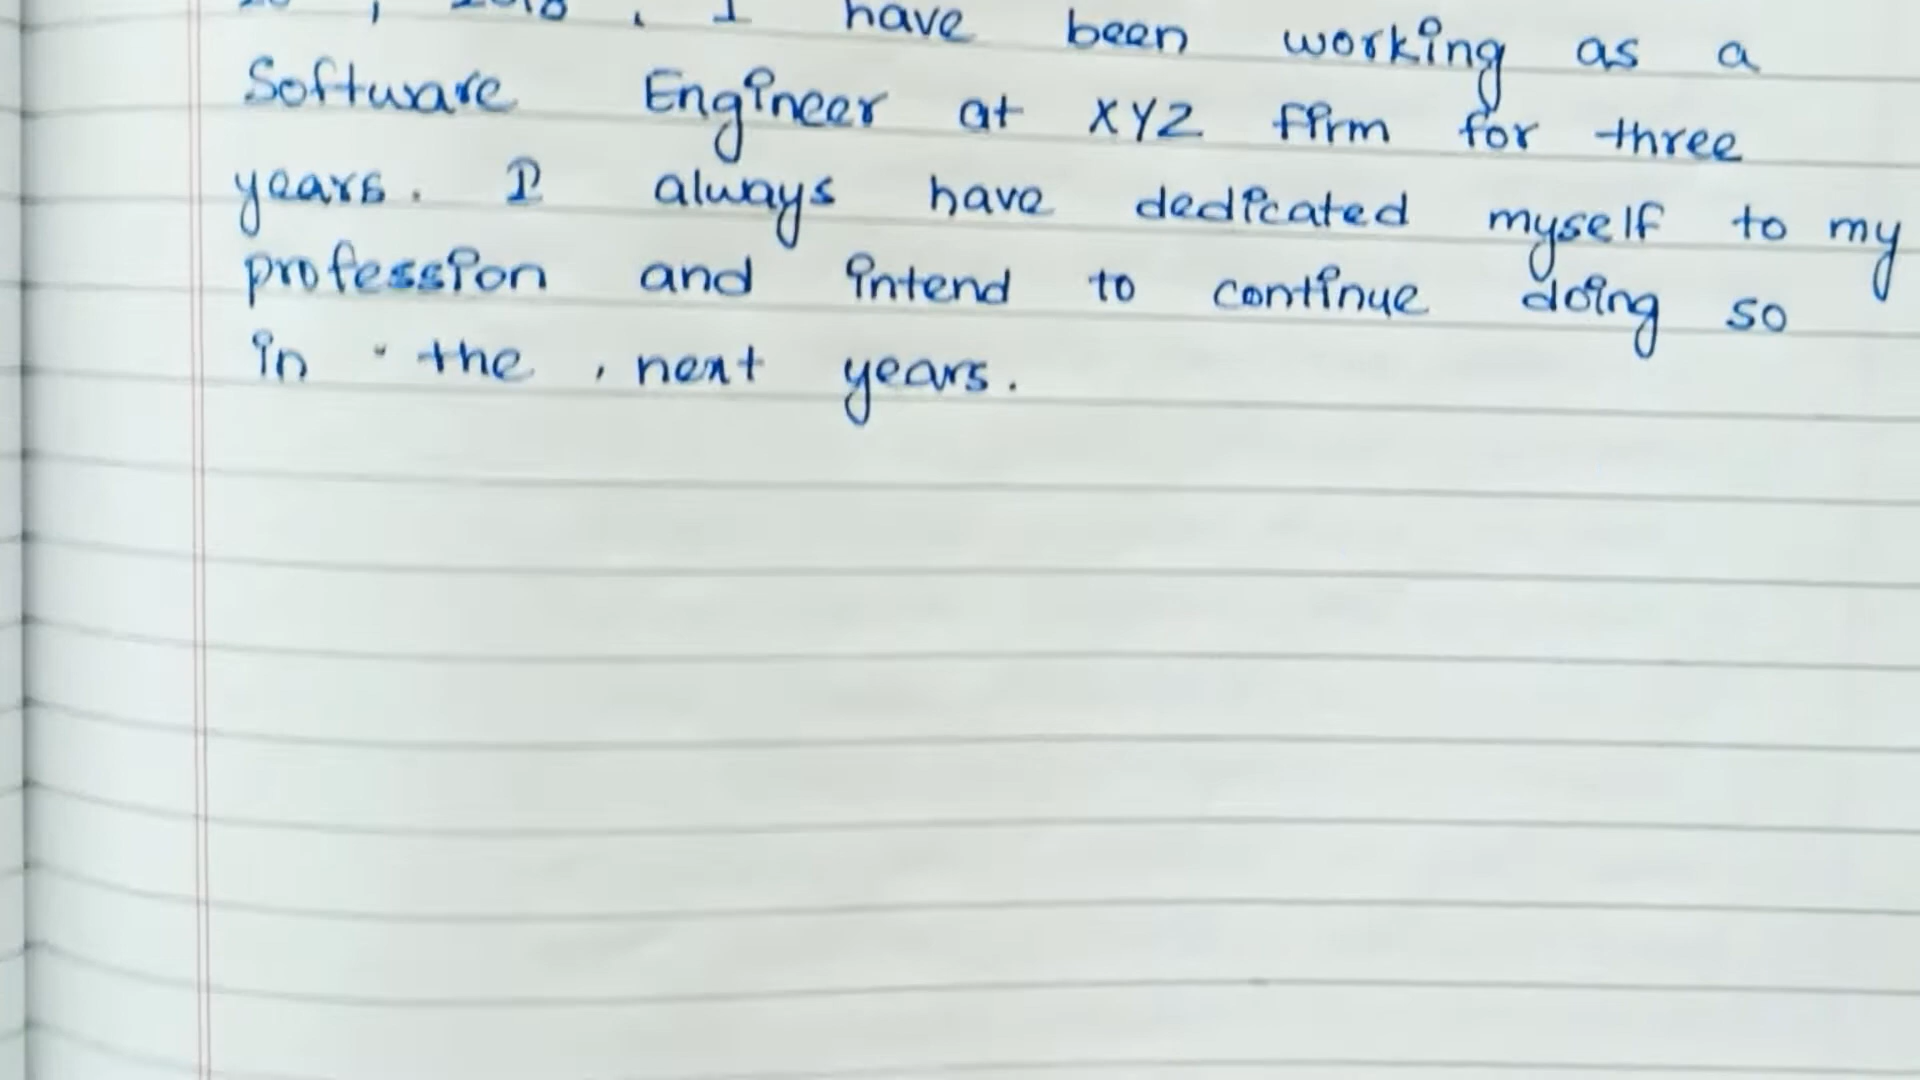 , 2018. I have been working as a
Software Engineer at XYZ firm for three
years. I always have dedicated myself to my
profession and intend to continue doing so
in the next years.